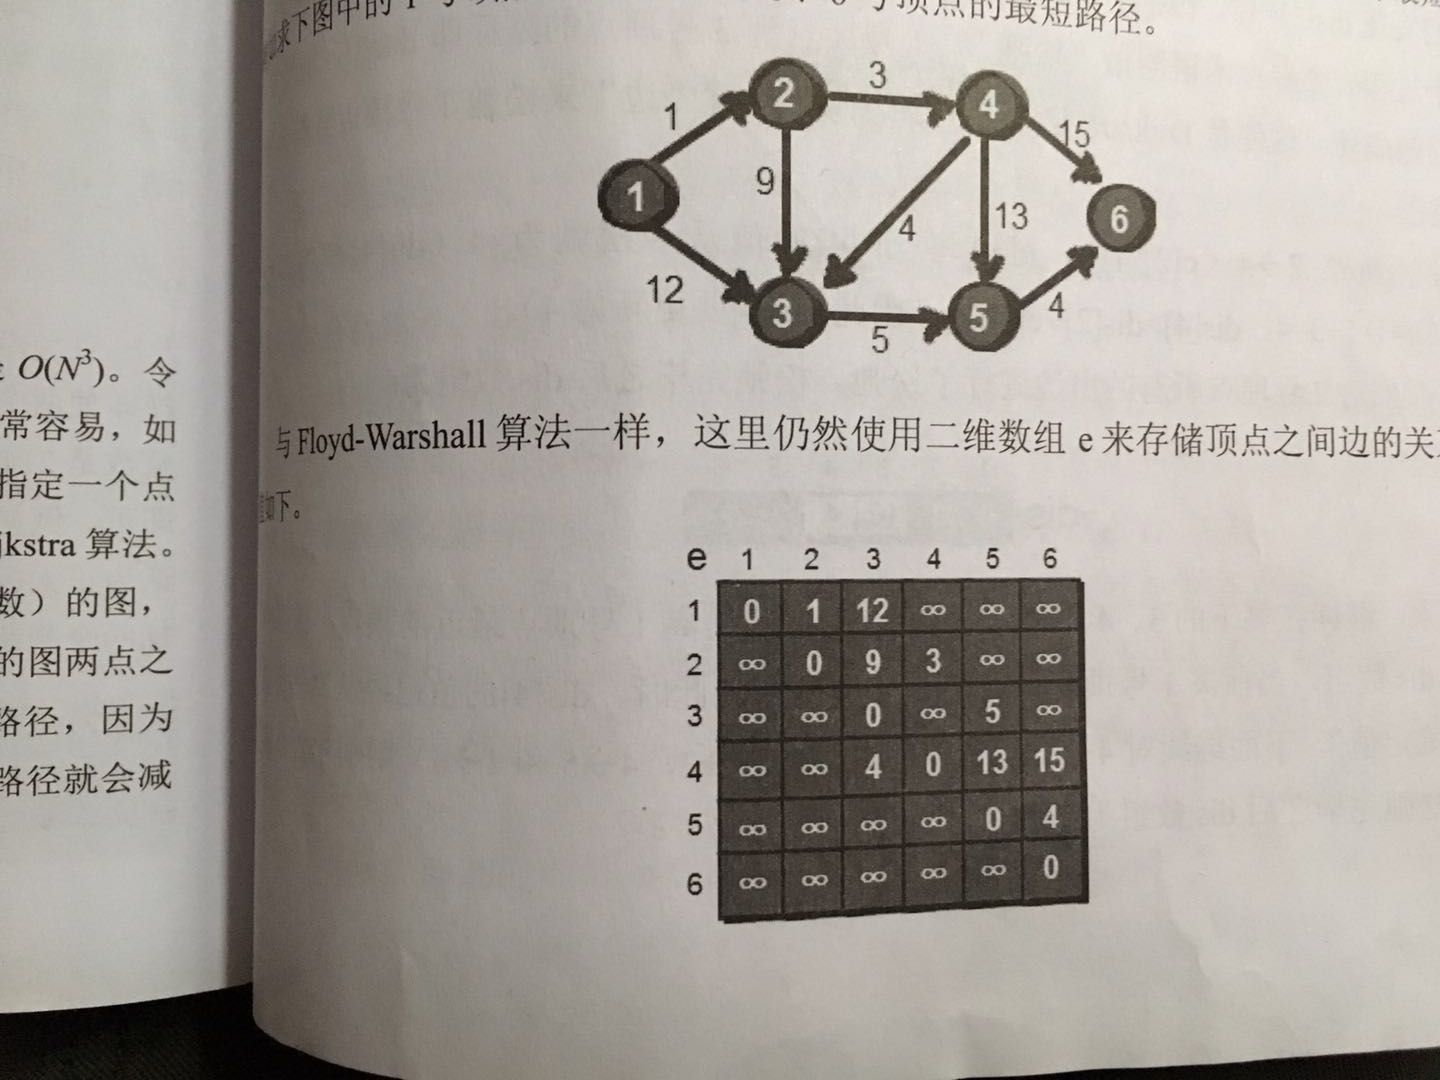 O(N³)。令
常容易，如
指定一个点
jkstra 算法。
数）的图，
的图两点之
路径，因为
路径就会减
求下图中的 1 号
号顶点的最短路径。
1 2 3 4 5 6
1 3 15 9 4 13 12 5 4
与 Floyd-Warshall 算法一样，这里仍然使用二维数组 e 来存储顶点之间边的关
如下。
e 1 2 3 4 5 6
1 0 1 12 ∞ ∞ ∞
2 ∞ 0 9 3 ∞ ∞
3 ∞ ∞ 0 ∞ 5 ∞
4 ∞ ∞ 4 0 13 15
5 ∞ ∞ ∞ ∞ 0 4
6 ∞ ∞ ∞ ∞ ∞ 0